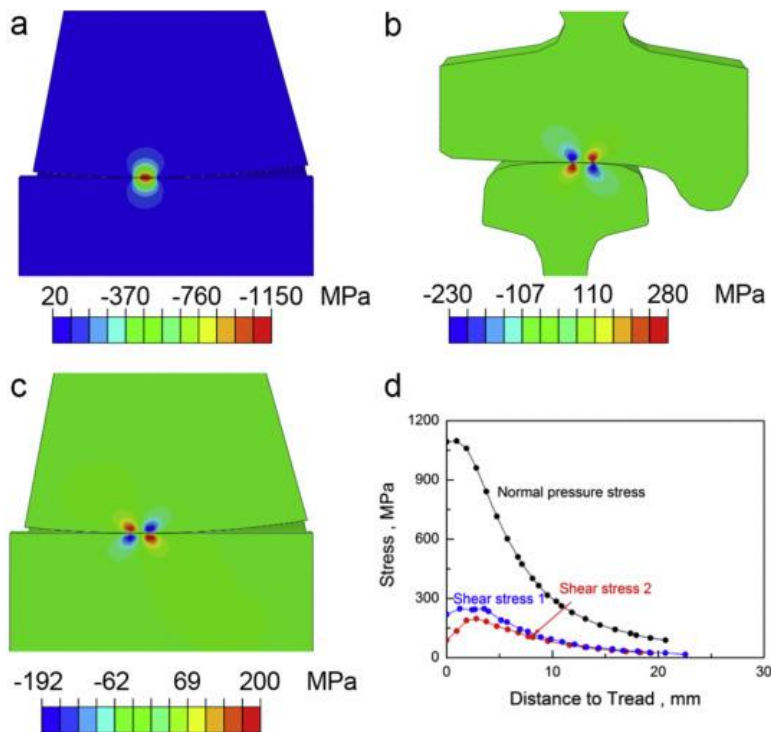 a
b
20 -370 -760 -1150 MPa
-230 -107 110 280 MPa
c
d
1200
900
600
300
0
Stress , MPa
Normal pressure stress
Shear stress 2
Shear stress 1
0 10 20 30
Distance to Tread , mm
-192 -62 69 200 MPa